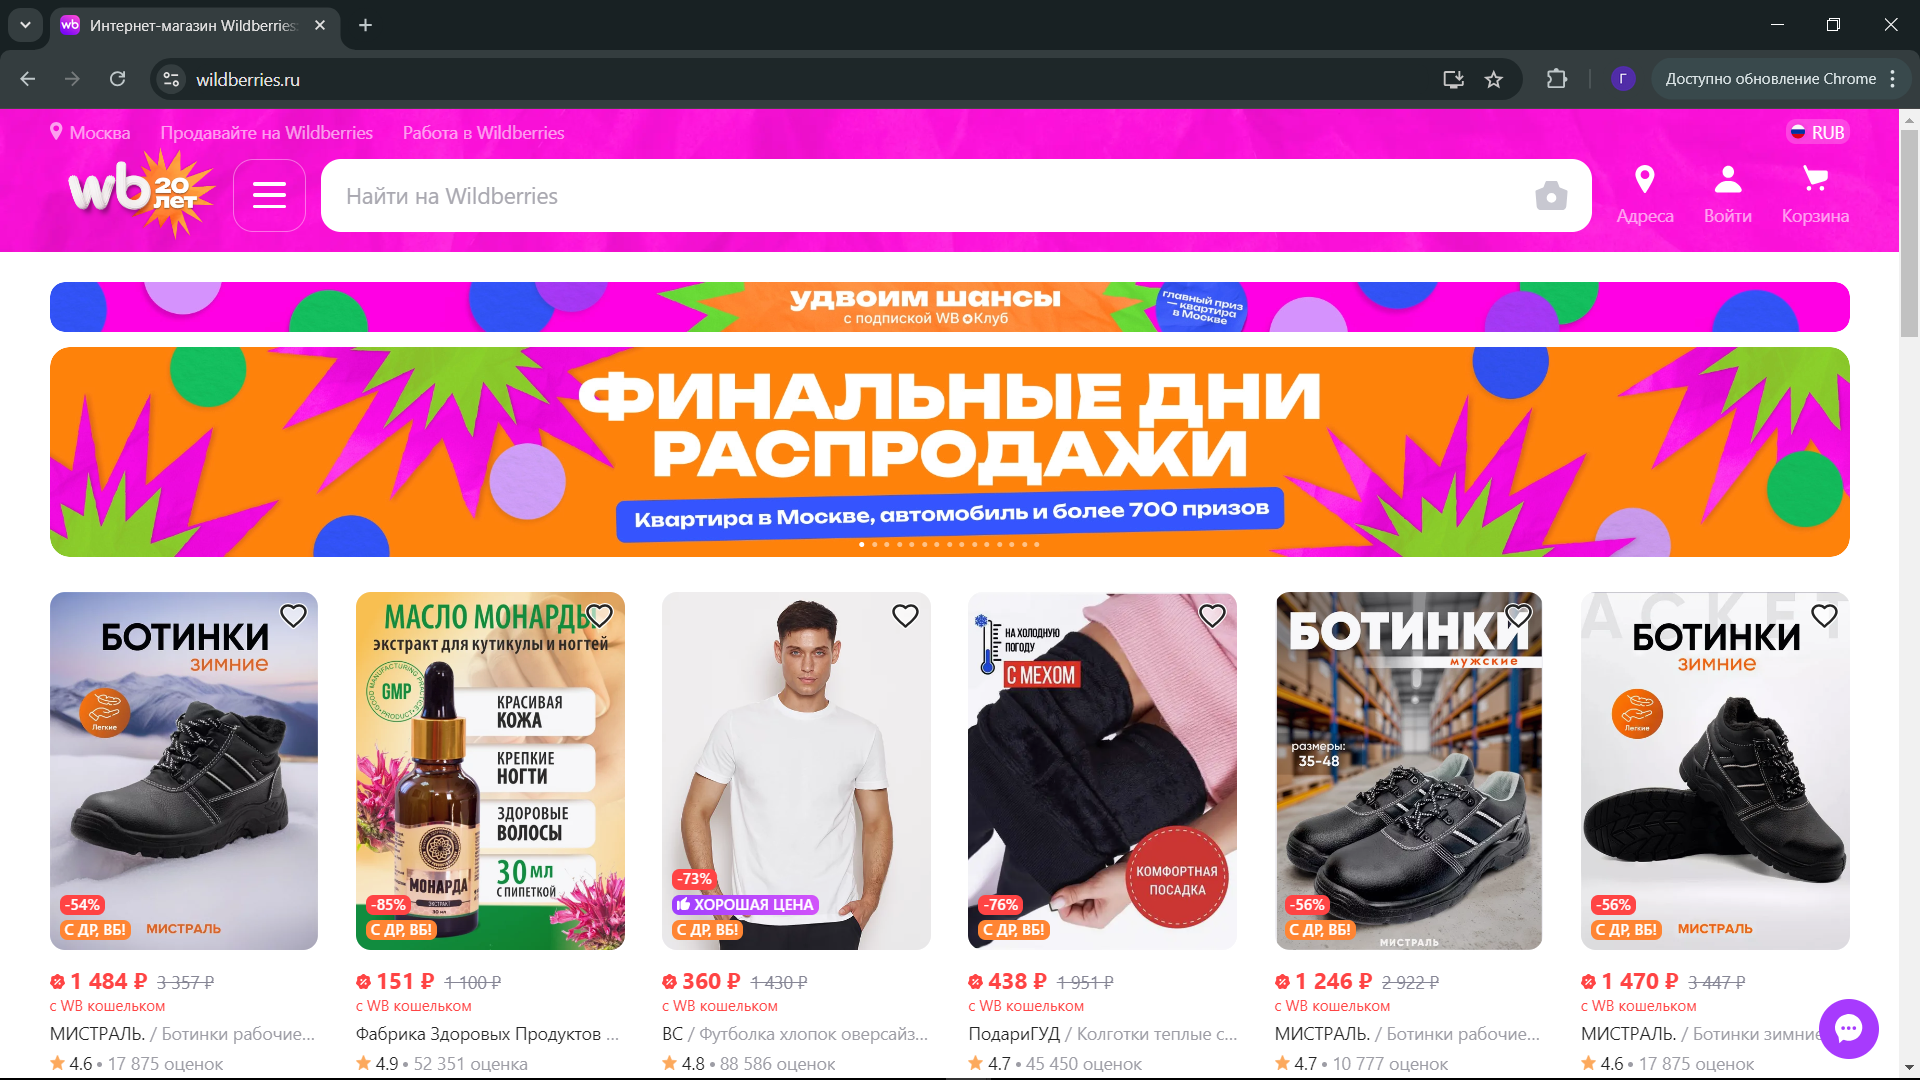 Интернет-магазин Wildberries:
wildberries.ru
Доступно обновление Chrome
Г
Москва
Продавайте на Wildberries
Работа в Wildberries
RUB
wb 20 лет
Найти на Wildberries
Адреса
Войти
Корзина
удвоим шансы
с подпиской WB Клуб
главный приз
— квартира
в Москве
ФИНАЛЬНЫЕ ДНИ
РАСПРОДАЖИ
Квартира в Москве, автомобиль и более 700 призов
БОТИНКИ
зимние
Легкие
-54%
С ДР, ВБ!
МИСТРАЛЬ
1 484 ₽ 3 357 ₽
с WB кошельком
МИСТРАЛЬ. / Ботинки рабочие...
4.6 • 17 875 оценок
МАСЛО МОНАРДЫ
экстракт для кутикулы и ногтей
GOOD MANUFACTURING PRACTICE
PRODUCT
GMP
КРАСИВАЯ
КОЖА
КРЕПКИЕ
НОГТИ
ЗДОРОВЫЕ
ВОЛОСЫ
30 мл
С ПИПЕТКОЙ
МОНАРДА
ЭКСТРАКТ
30 мл
-85%
С ДР, ВБ!
151 ₽ 1 100 ₽
с WB кошельком
Фабрика Здоровых Продуктов ...
4.9 • 52 351 оценка
-73%
ХОРОШАЯ ЦЕНА
С ДР, ВБ!
360 ₽ 1 430 ₽
с WB кошельком
ВС / Футболка хлопок оверсайз...
4.8 • 88 586 оценок
НА ХОЛОДНУЮ
ПОГОДУ
С МЕХОМ
КОМФОРТНАЯ
ПОСАДКА
-76%
С ДР, ВБ!
438 ₽ 1 951 ₽
с WB кошельком
ПодариГУД / Колготки теплые с...
4.7 • 45 450 оценок
БОТИНКИ
мужские
размеры:
35-48
-56%
С ДР, ВБ!
МИСТРАЛЬ
1 246 ₽ 2 922 ₽
с WB кошельком
МИСТРАЛЬ. / Ботинки рабочие...
4.7 • 10 777 оценок
БОТИНКИ
зимние
Легкие
-56%
С ДР, ВБ!
МИСТРАЛЬ
1 470 ₽ 3 447 ₽
с WB кошельком
МИСТРАЛЬ. / Ботинки зимние
4.6 • 17 875 оценок